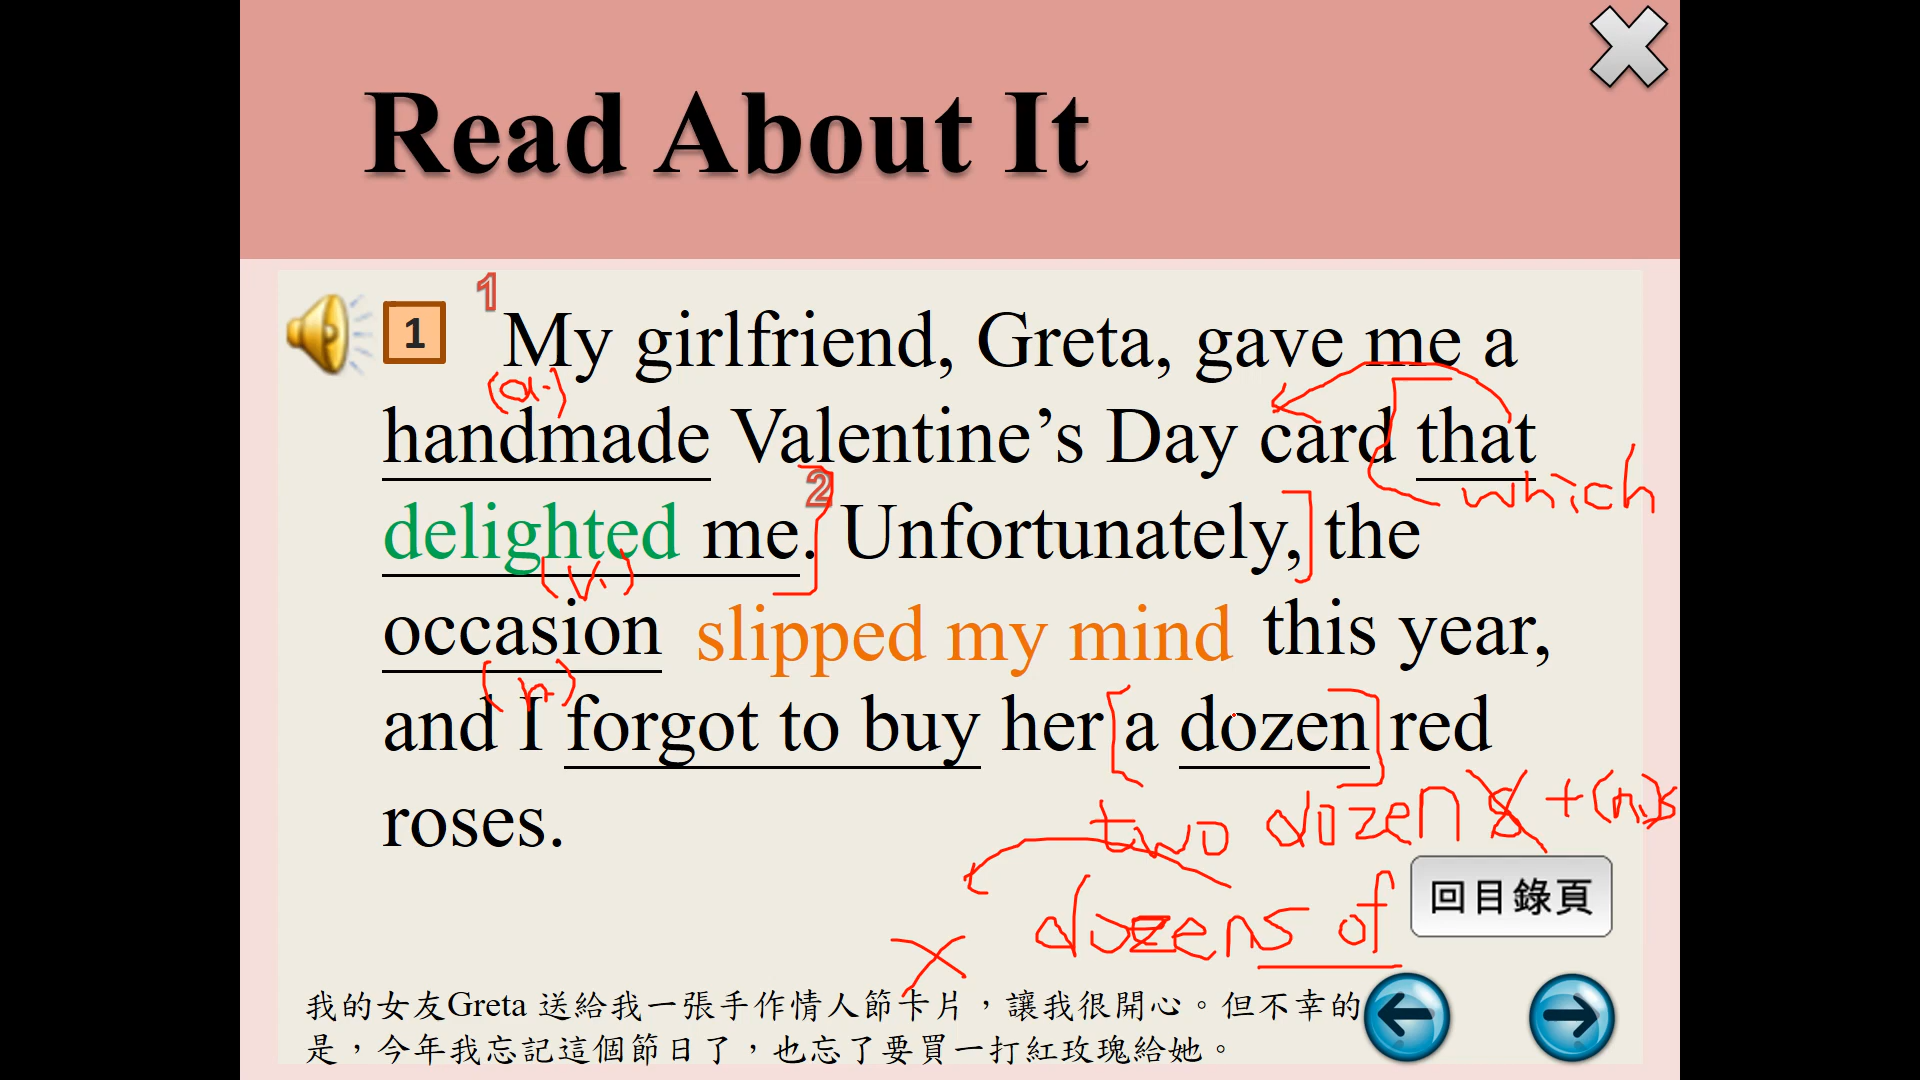 Read About It
1
1 My girlfriend, Greta, gave me a
(a.)
handmade Valentine's Day card that
which
2
delighted me. Unfortunately, the
(v.)
occasion slipped my mind this year,
(n.)
and I forgot to buy her a dozen red
two dozens +(n.)s
roses.
dozens of
回目錄頁
我的女友Greta 送給我一張手作情人節卡片,讓我很開心。但不幸的
是,今年我忘記這個節日了,也忘了要買一打紅玫瑰給她。